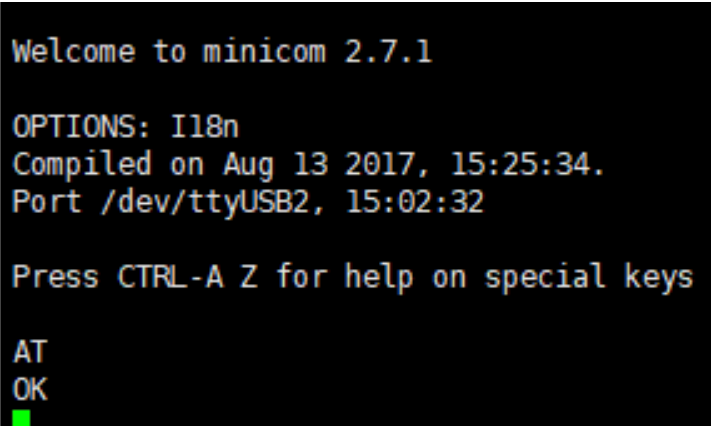 Welcome to minicom 2.7.1
OPTIONS: I18n
Compiled on Aug 13 2017, 15:25:34.
Port /dev/ttyUSB2, 15:02:32
Press CTRL-A Z for help on special keys
AT
OK